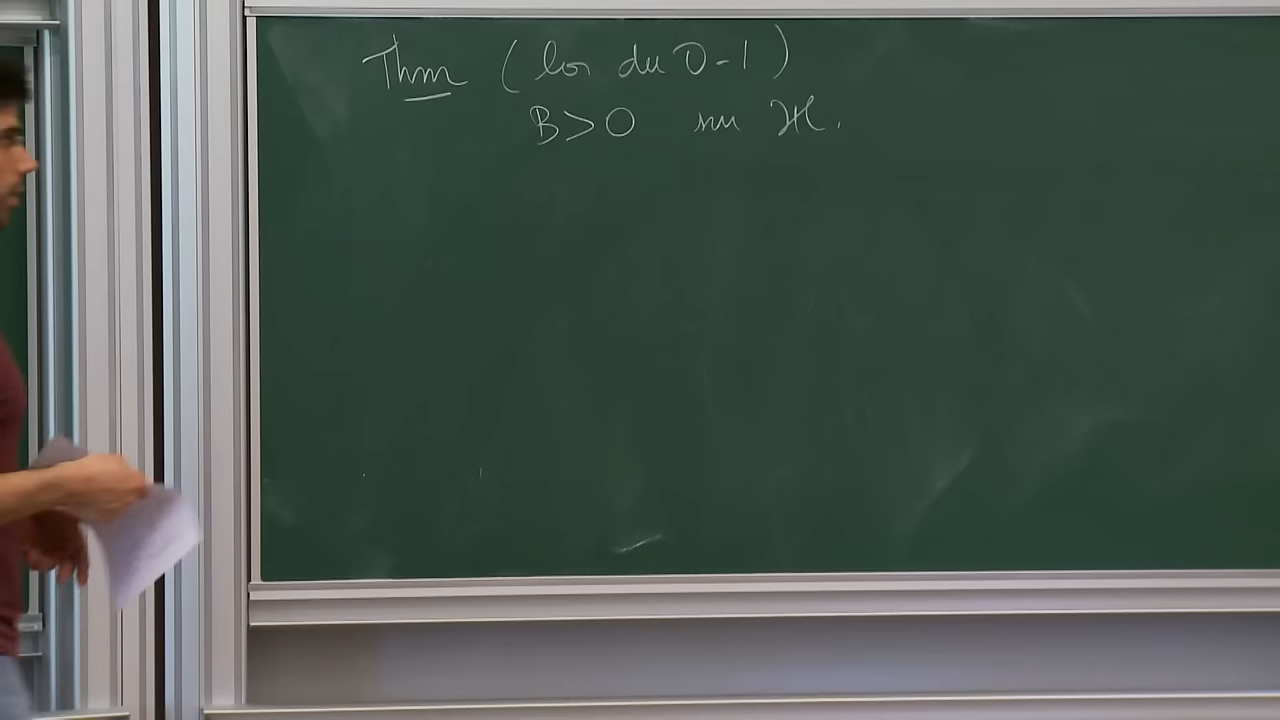 Thm (loi du 0-1)
B>0 sur ℋ.